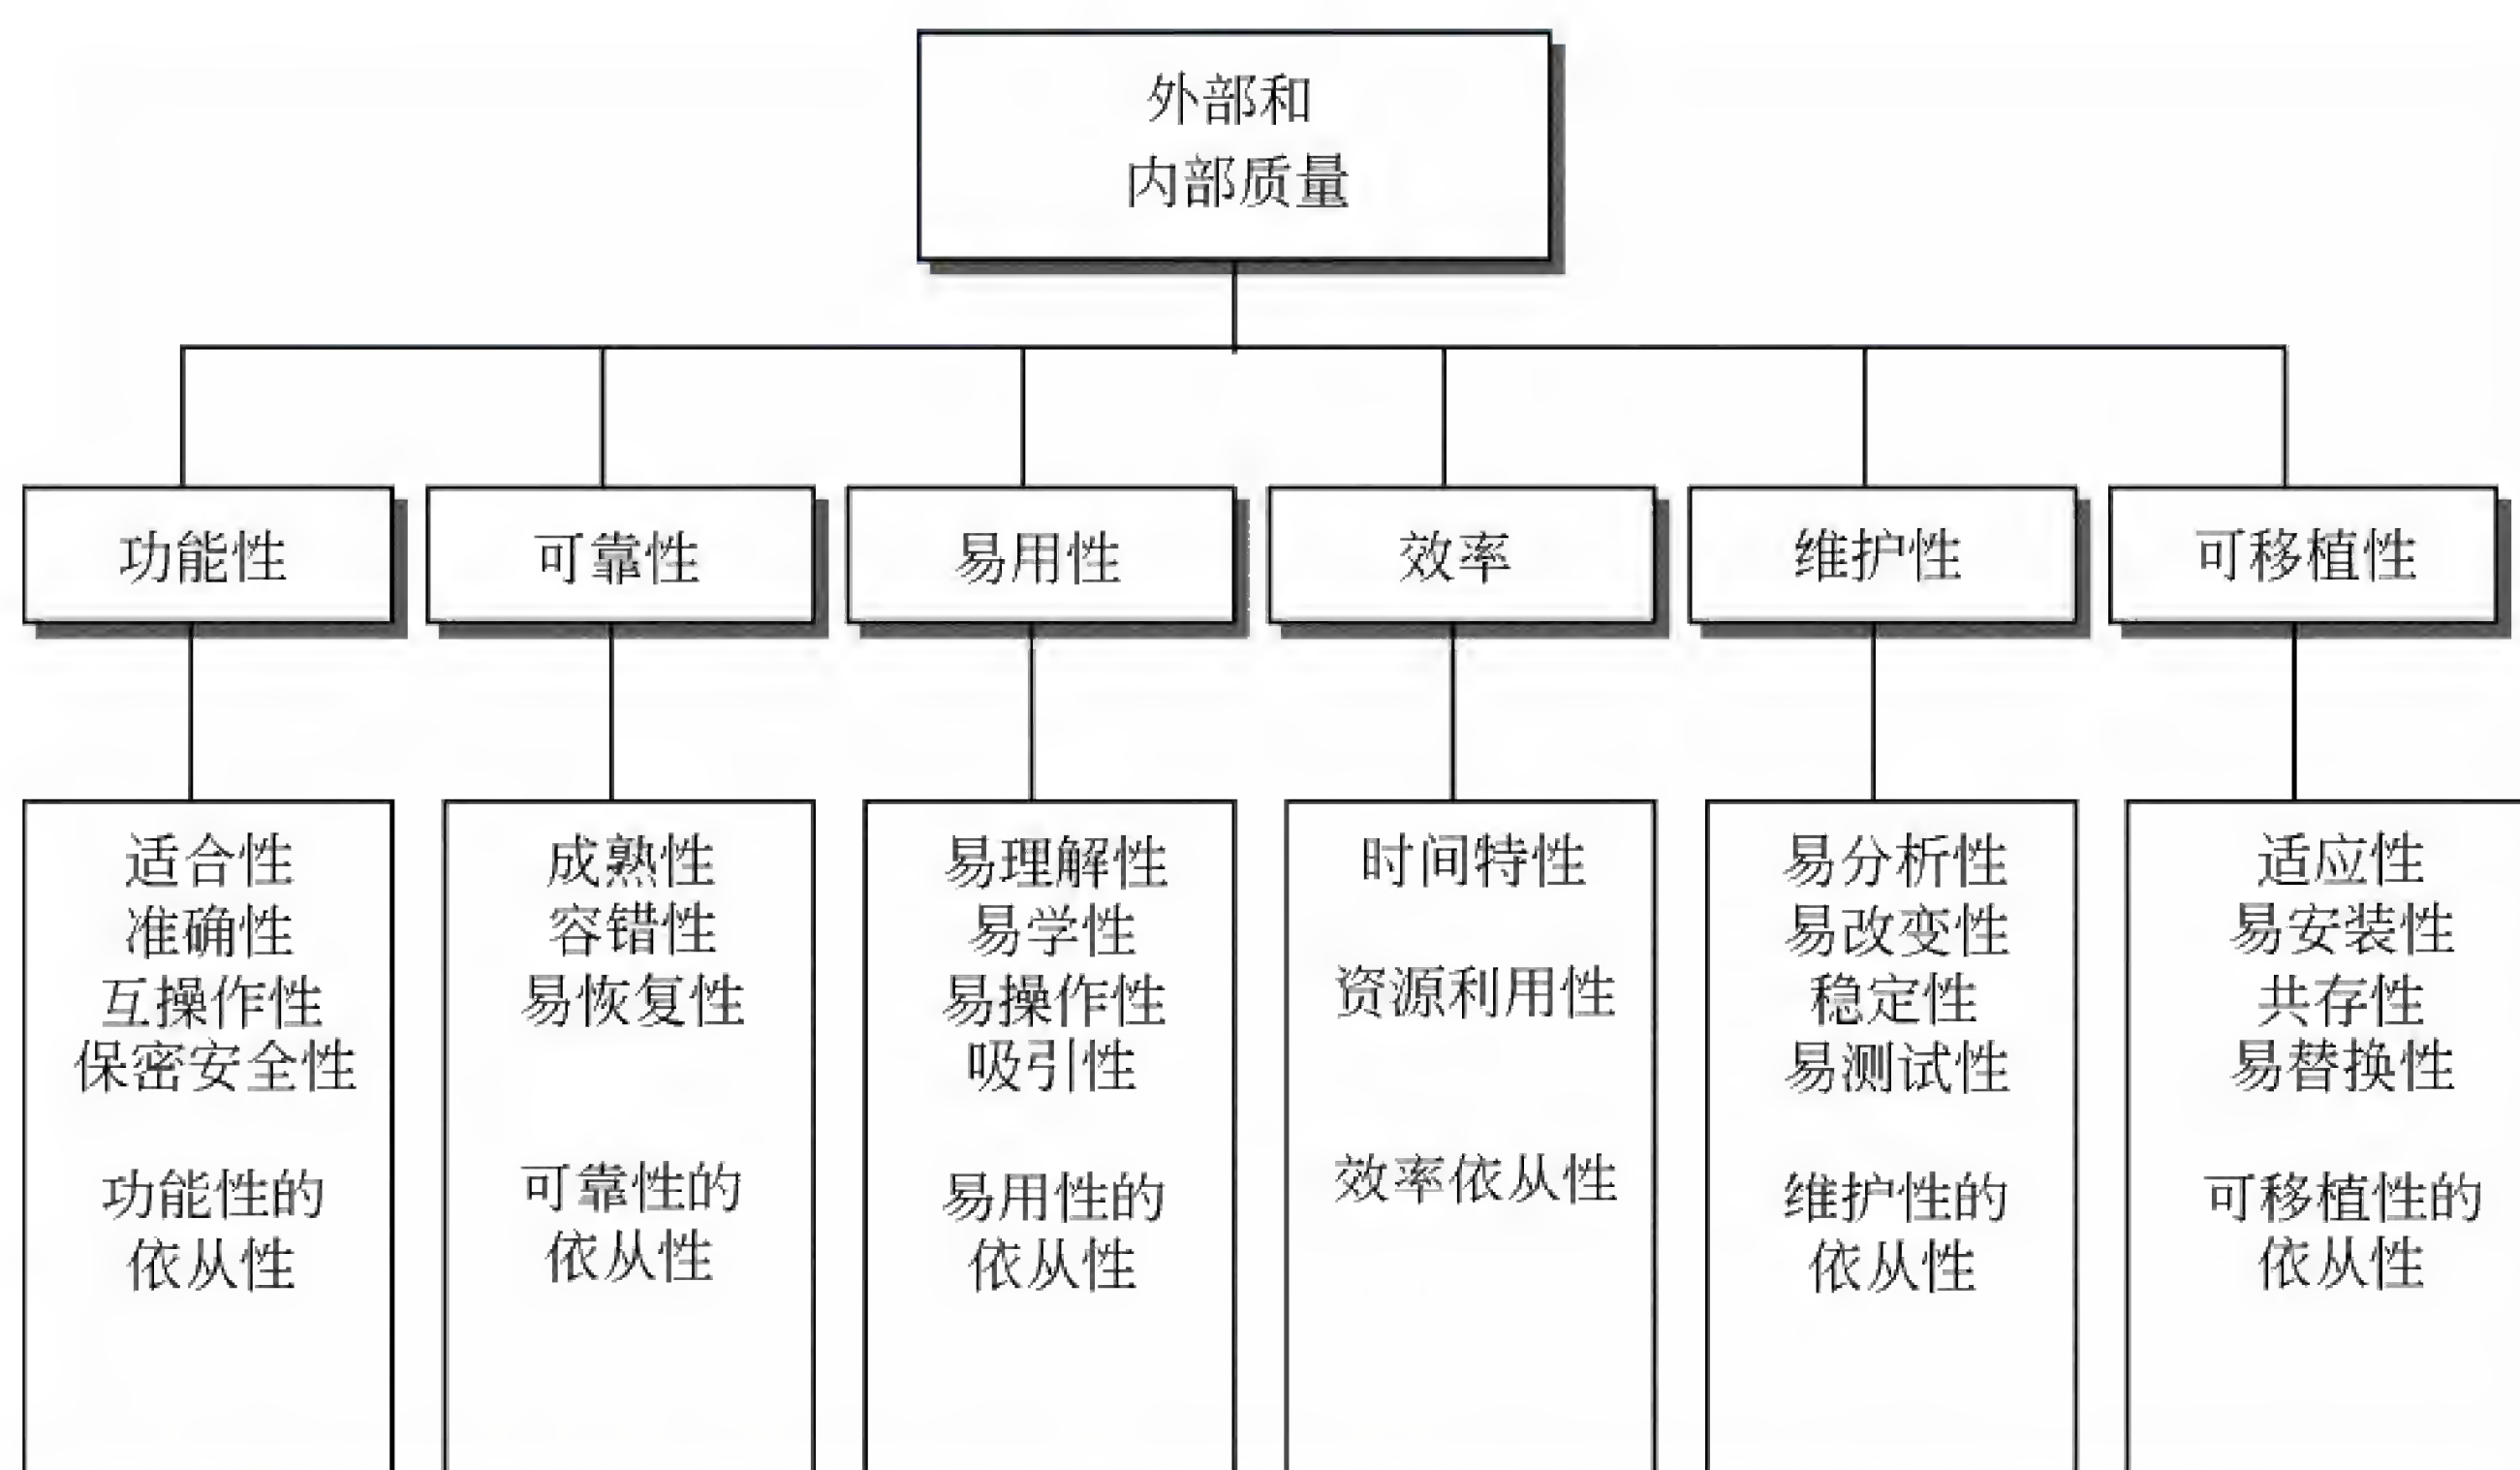 外部和
内部质量
功能性
可靠性
易用性
效率
维护性
可移植性
适合性
准确性
互操作性
保密安全性
功能性的
依从性
成熟性
容错性
易恢复性
可靠性的
依从性
易理解性
易学性
易操作性
吸引性
易用性的
依从性
时间特性
资源利用性
效率依从性
易分析性
易改变性
稳定性
易测试性
维护性的
依从性
适应性
易安装性
共存性
易替换性
可移植性的
依从性